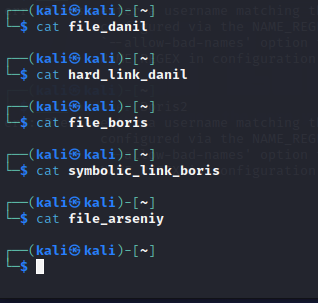 ┌──(kali㉿kali)-[~]
└─$ cat file_danil
┌──(kali㉿kali)-[~]
└─$ cat hard_link_danil
┌──(kali㉿kali)-[~]
└─$ cat file_boris
┌──(kali㉿kali)-[~]
└─$ cat symbolic_link_boris
┌──(kali㉿kali)-[~]
└─$ cat file_arseniy
┌──(kali㉿kali)-[~]
└─$